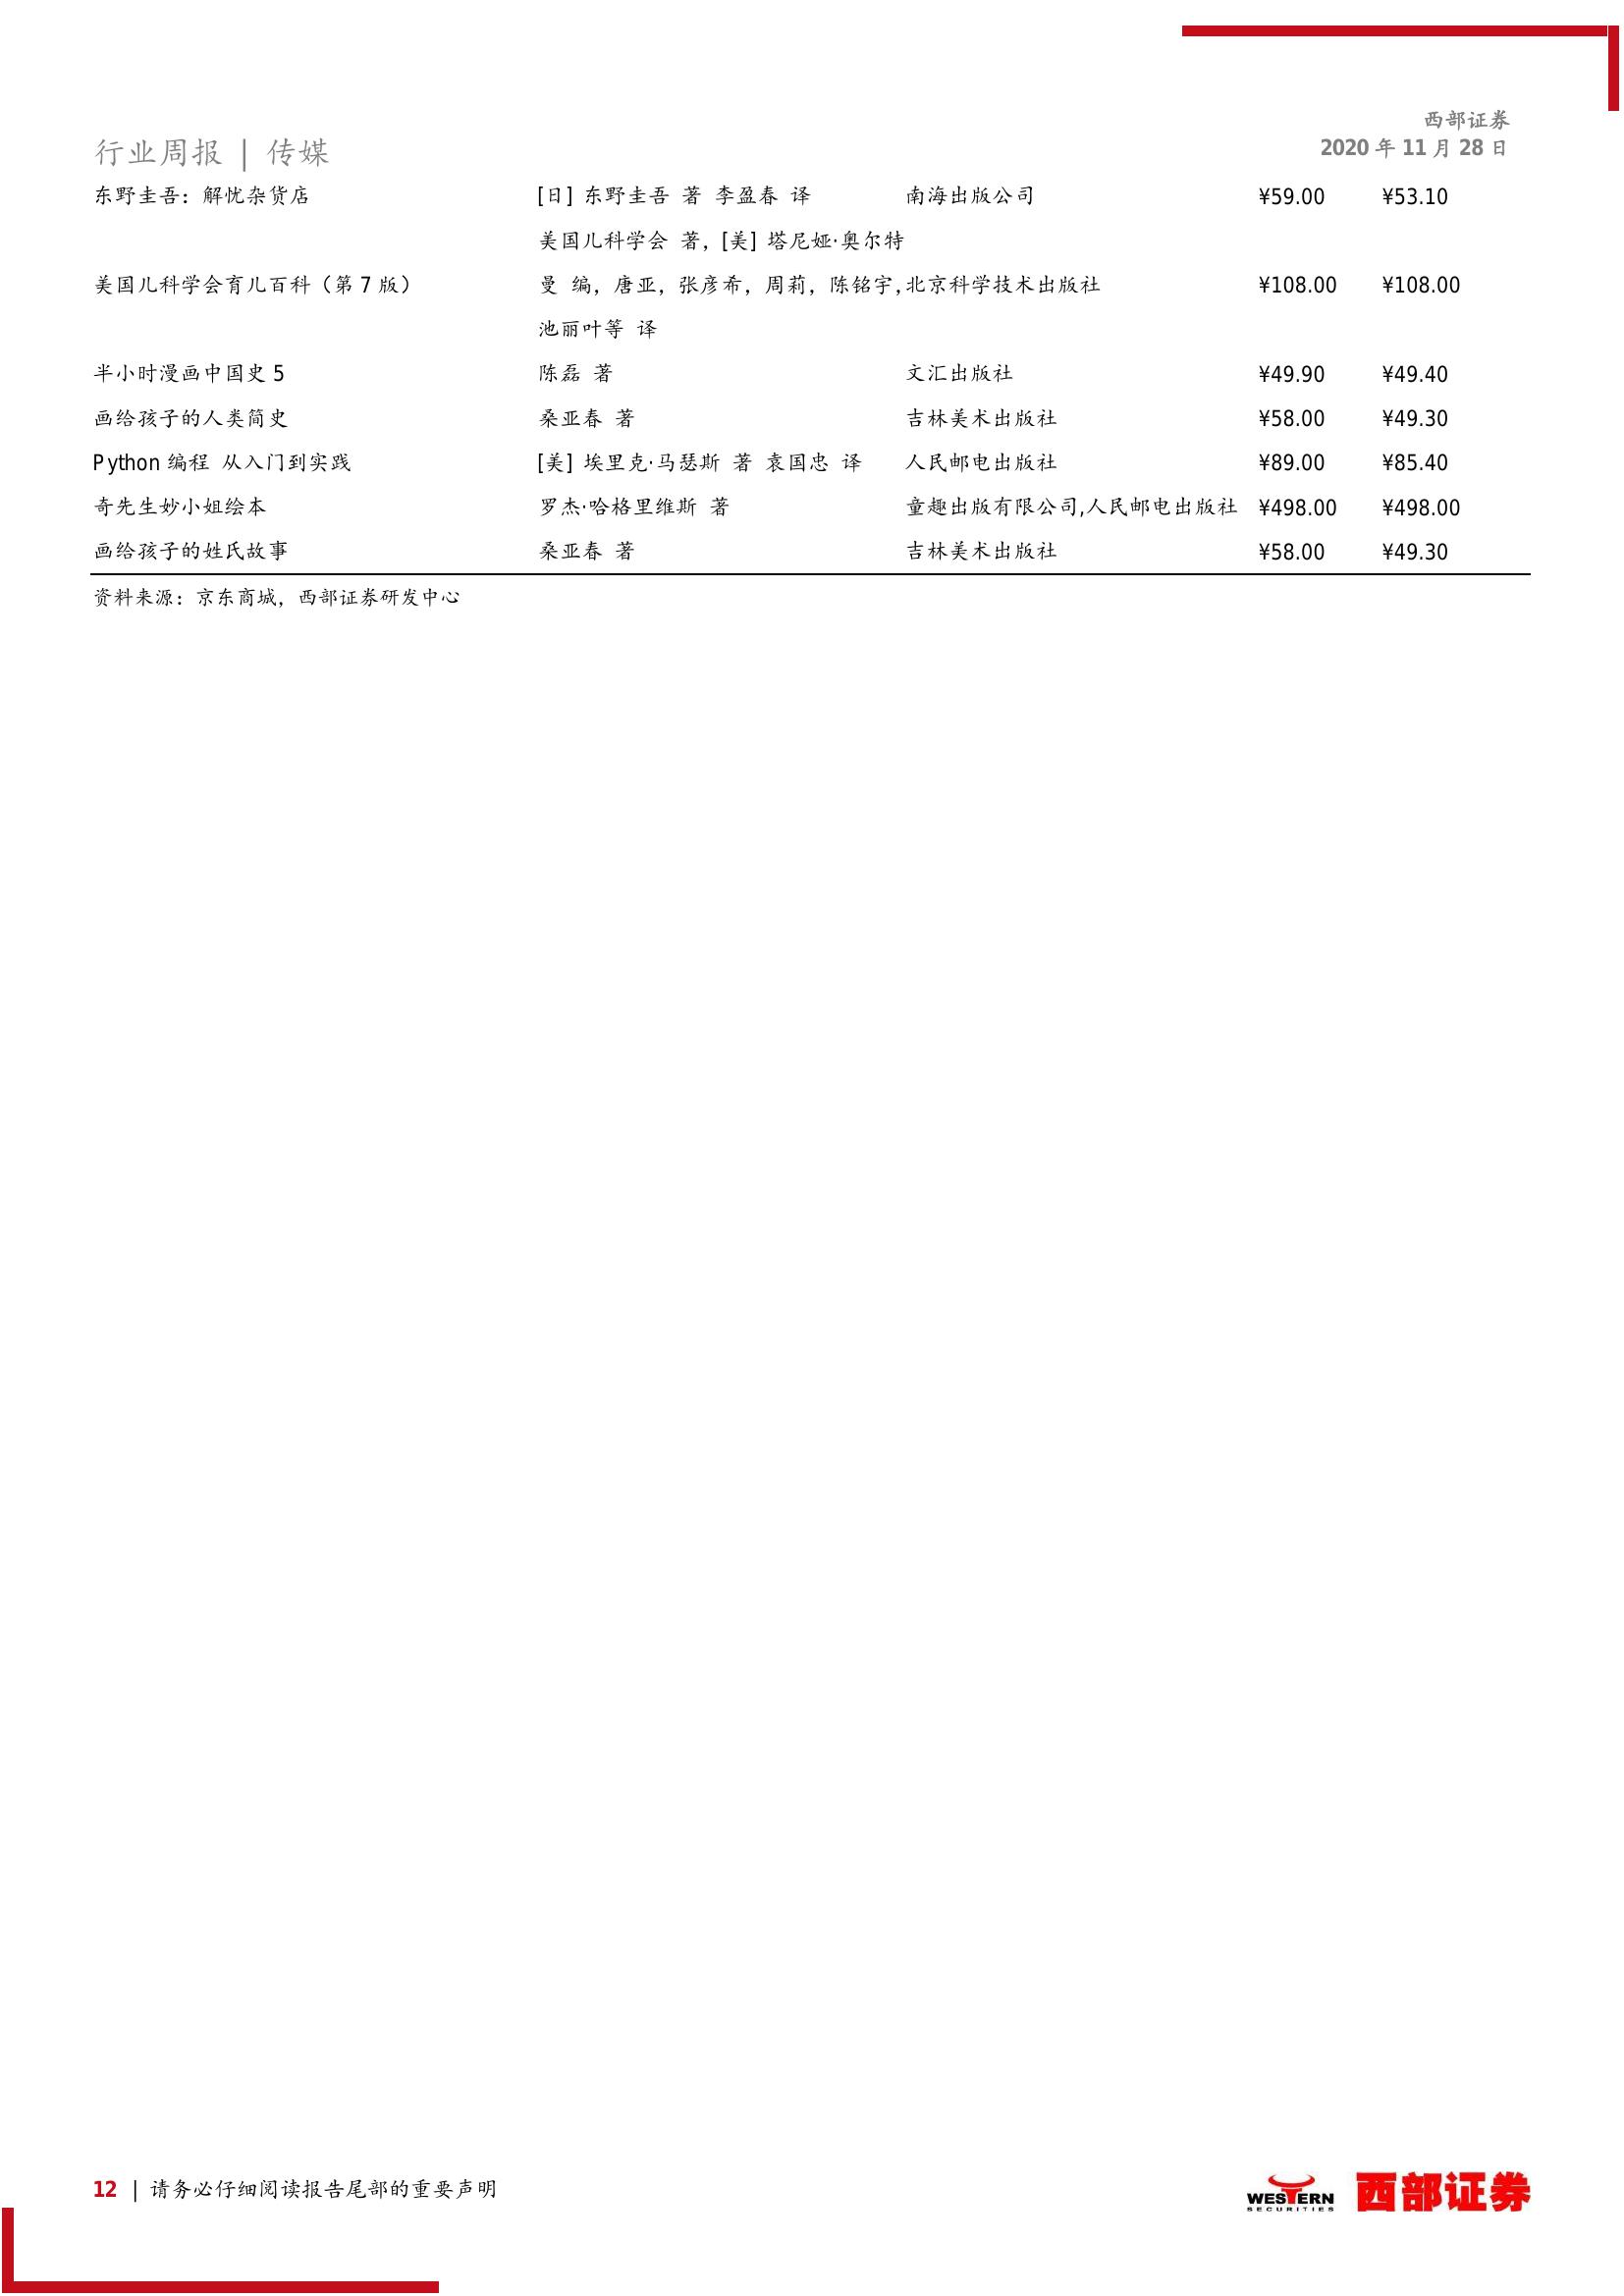 西部证券
行业周报 | 传媒
2020 年 11 月 28 日
东野圭吾：解忧杂货店 [日] 东野圭吾 著 李盈春 译 南海出版公司 ¥59.00 ¥53.10
美国儿科学会 著，[美] 塔尼娅·奥尔特
美国儿科学会育儿百科（第 7 版） 曼 编，唐亚，张彦希，周莉，陈铭宇, 北京科学技术出版社 ¥108.00 ¥108.00
池丽叶等 译
半小时漫画中国史 5 陈磊 著 文汇出版社 ¥49.90 ¥49.40
画给孩子的人类简史 桑亚春 著 吉林美术出版社 ¥58.00 ¥49.30
Python 编程 从入门到实践 [美] 埃里克·马瑟斯 著 袁国忠 译 人民邮电出版社 ¥89.00 ¥85.40
奇先生妙小姐绘本 罗杰·哈格里维斯 著 童趣出版有限公司,人民邮电出版社 ¥498.00 ¥498.00
画给孩子的姓氏故事 桑亚春 著 吉林美术出版社 ¥58.00 ¥49.30
资料来源：京东商城，西部证券研发中心
12 | 请务必仔细阅读报告尾部的重要声明
WESTERN
SECURITIES
西部证券